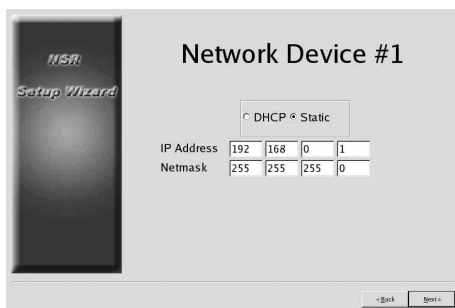 NSR
Setup Wizard
Network Device #1
DHCP Static
IP Address 192 168 0 1
Netmask 255 255 255 0
<Back Next>